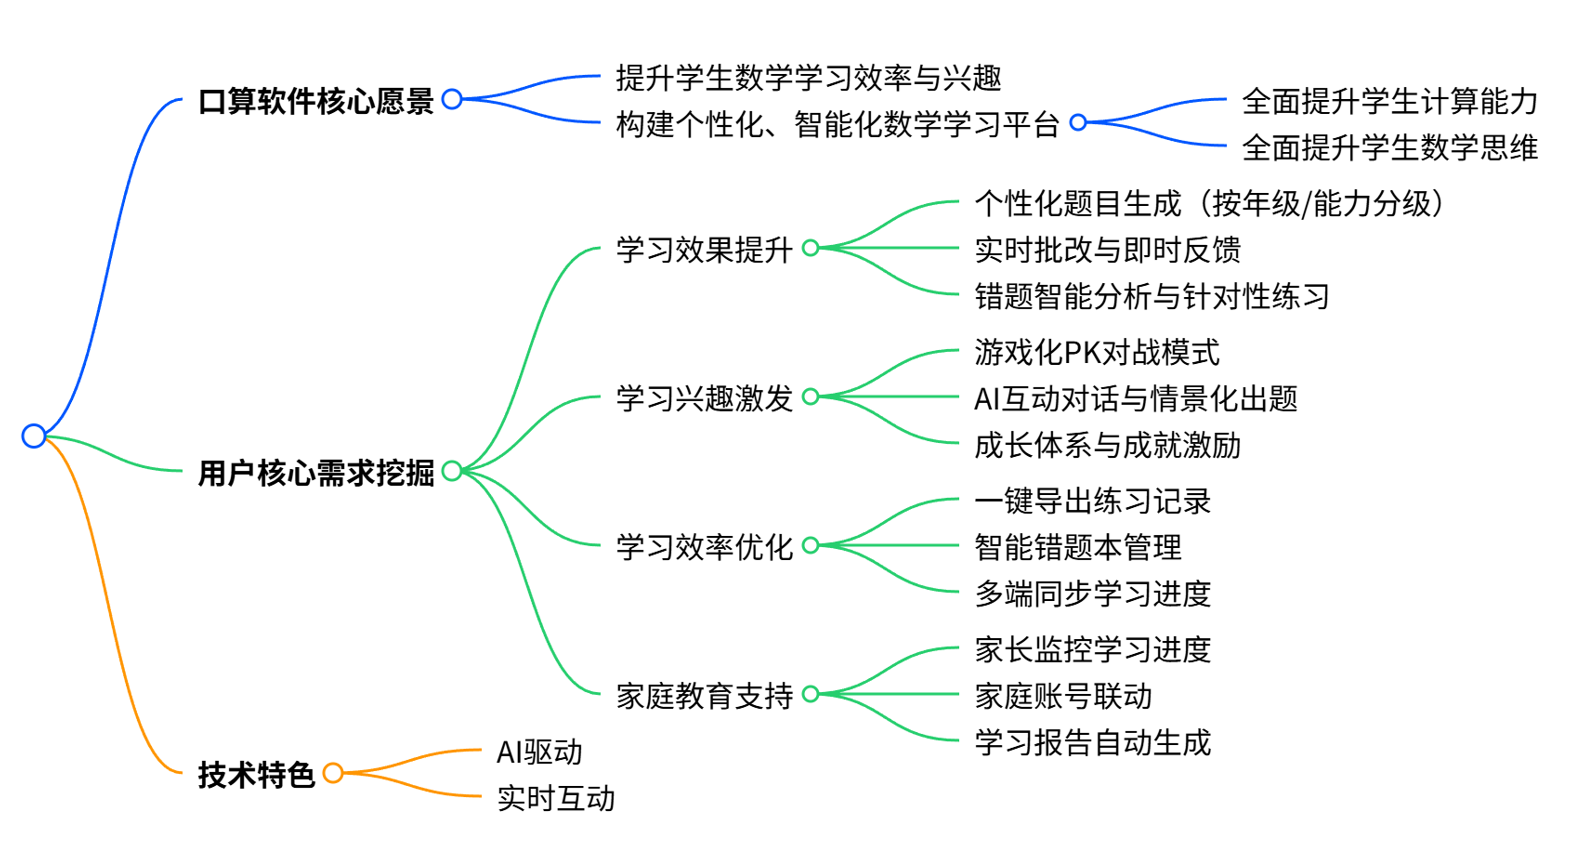 口算软件核心愿景
提升学生数学学习效率与兴趣
构建个性化、智能化数学学习平台
全面提升学生计算能力
全面提升学生数学思维
用户核心需求挖掘
学习效果提升
个性化题目生成（按年级/能力分级）
实时批改与即时反馈
错题智能分析与针对性练习
学习兴趣激发
游戏化PK对战模式
AI互动对话与情景化出题
成长体系与成就激励
学习效率优化
一键导出练习记录
智能错题本管理
多端同步学习进度
家庭教育支持
家长监控学习进度
家庭账号联动
学习报告自动生成
技术特色
AI驱动
实时互动